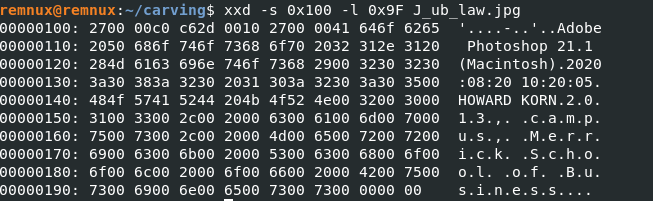 remnux@remnux:~/carving$ xxd -s 0x100 -l 0x9F J_ub_law.jpg
00000100: 2700 00c0 c62d 0010 2700 0041 646f 6265  '....-..'..Adobe
00000110: 2050 686f 746f 7368 6f70 2032 312e 3120   Photoshop 21.1
00000120: 284d 6163 696e 746f 7368 2900 3230 3230  (Macintosh).2020
00000130: 3a30 383a 3230 2031 303a 3230 3a30 3500  :08:20 10:20:05.
00000140: 484f 5741 5244 204b 4f52 4e00 3200 3000  HOWARD KORN.2.0.
00000150: 3100 3300 2c00 2000 6300 6100 6d00 7000  1.3.,. .c.a.m.p.
00000160: 7500 7300 2c00 2000 4d00 6500 7200 7200  u.s.,. .M.e.r.r.
00000170: 6900 6300 6b00 2000 5300 6300 6800 6f00  i.c.k. .S.c.h.o.
00000180: 6f00 6c00 2000 6f00 6600 2000 4200 7500  o.l. .o.f. .B.u.
00000190: 7300 6900 6e00 6500 7300 7300 0000 00    s.i.n.e.s.s....